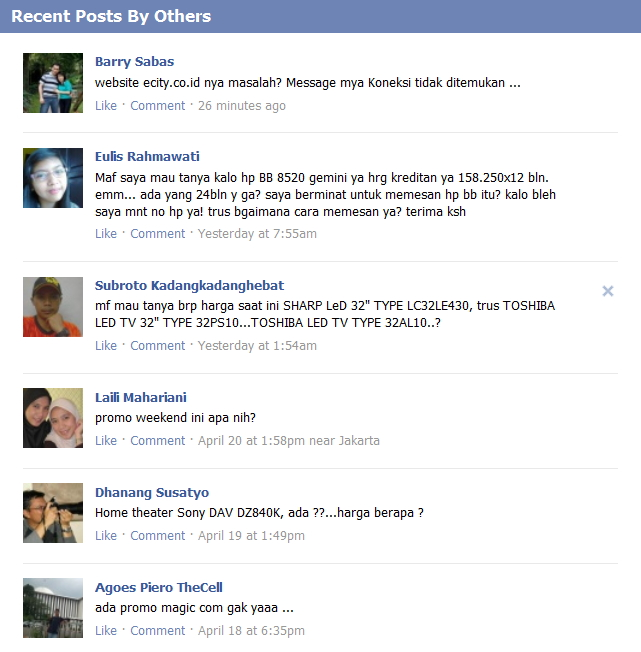 Recent Posts By Others
Barry Sabas
website ecity.co.id nya masalah? Message mya Koneksi tidak ditemukan ...
Like · Comment · 26 minutes ago
Eulis Rahmawati
Maf saya mau tanya kalo hp BB 8520 gemini ya hrg kreditan ya 158.250x12 bln.
emm... ada yang 24bln y ga? saya berminat untuk memesan hp bb itu? kalo bleh
saya mnt no hp ya! trus bgaimana cara memesan ya? terima ksh
Like · Comment · Yesterday at 7:55am
Subroto Kadangkadanghebat
mf mau tanya brp harga saat ini SHARP LeD 32" TYPE LC32LE430, trus TOSHIBA
LED TV 32" TYPE 32PS10...TOSHIBA LED TV TYPE 32AL10..?
Like · Comment · Yesterday at 1:54am
Laili Mahariani
promo weekend ini apa nih?
Like · Comment · April 20 at 1:58pm near Jakarta
Dhanang Susatyo
Home theater Sony DAV DZ840K, ada ??...harga berapa ?
Like · Comment · April 19 at 1:49pm
Agoes Piero TheCell
ada promo magic com gak yaaa ...
Like · Comment · April 18 at 6:35pm